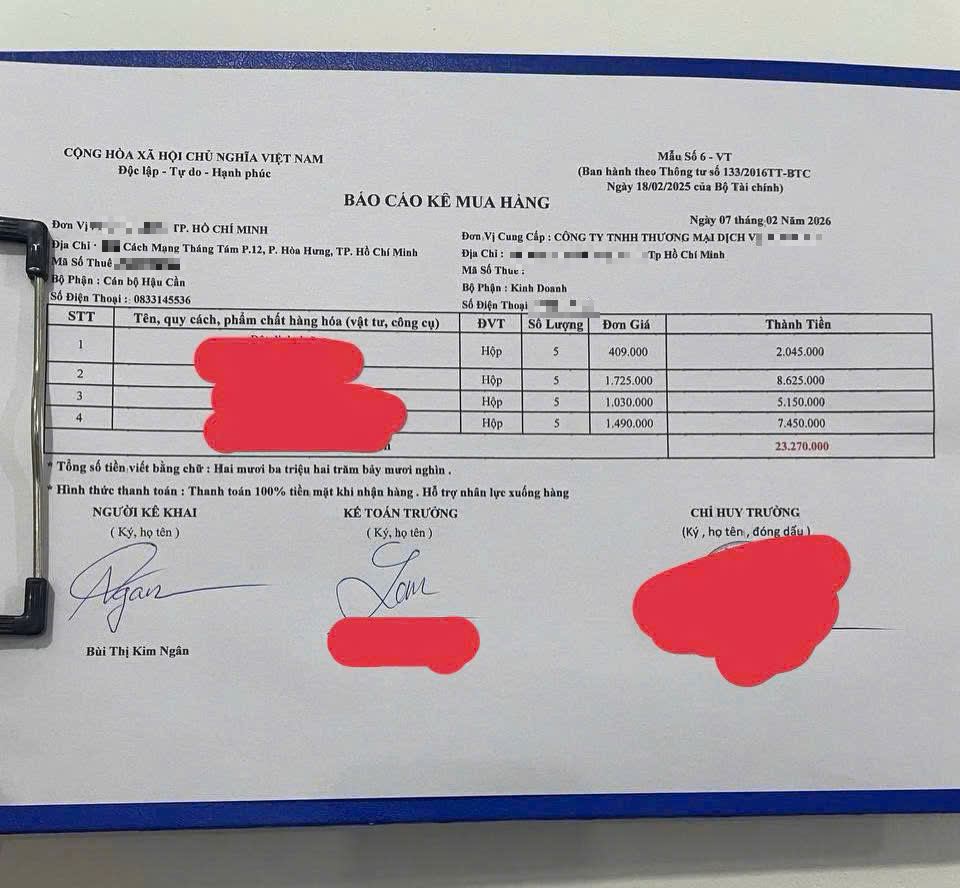 CỘNG HÒA XÃ HỘI CHỦ NGHĨA VIỆT NAM
Độc lập - Tự do - Hạnh phúc
Mẫu Số 6 - VT
(Ban hành theo Thông tư số 133/2016TT-BTC
Ngày 18/02/2025 của Bộ Tài chính)
BÁO CÁO KÊ MUA HÀNG
Ngày 07 tháng 02 Năm 2026
Đơn Vị TP. HỒ CHÍ MINH
Địa Chỉ Cách Mạng Tháng Tám P.12, P. Hòa Hưng, TP. Hồ Chí Minh
Mã Số Thuế
Bộ Phận : Cán bộ Hậu Cần
Số Điện Thoại : 0833145536
Đơn Vị Cung Cấp : CÔNG TY TNHH THƯƠNG MẠI DỊCH
Địa Chỉ : Tp Hồ Chí Minh
Mã Số Thuế :
Bộ Phận : Kinh Doanh
Số Điện Thoại
STT Tên, quy cách, phẩm chất hàng hóa (vật tư, công cụ) ĐVT Số Lượng Đơn Giá Thành Tiền
1 Hộp 5 409.000 2.045.000
2 Hộp 5 1.725.000 8.625.000
3 Hộp 5 1.030.000 5.150.000
4 Hộp 5 1.490.000 7.450.000
23.270.000
* Tổng số tiền viết bằng chữ : Hai mươi ba triệu hai trăm bảy mươi nghìn .
* Hình thức thanh toán : Thanh toán 100% tiền mặt khi nhận hàng . Hỗ trợ nhân lực xuống hàng
NGƯỜI KÊ KHAI KẾ TOÁN TRƯỞNG CHỈ HUY TRƯỞNG
( Ký, họ tên ) ( Ký, họ tên ) (Ký , họ tên , đóng dấu )
Ngan
Bùi Thị Kim Ngân